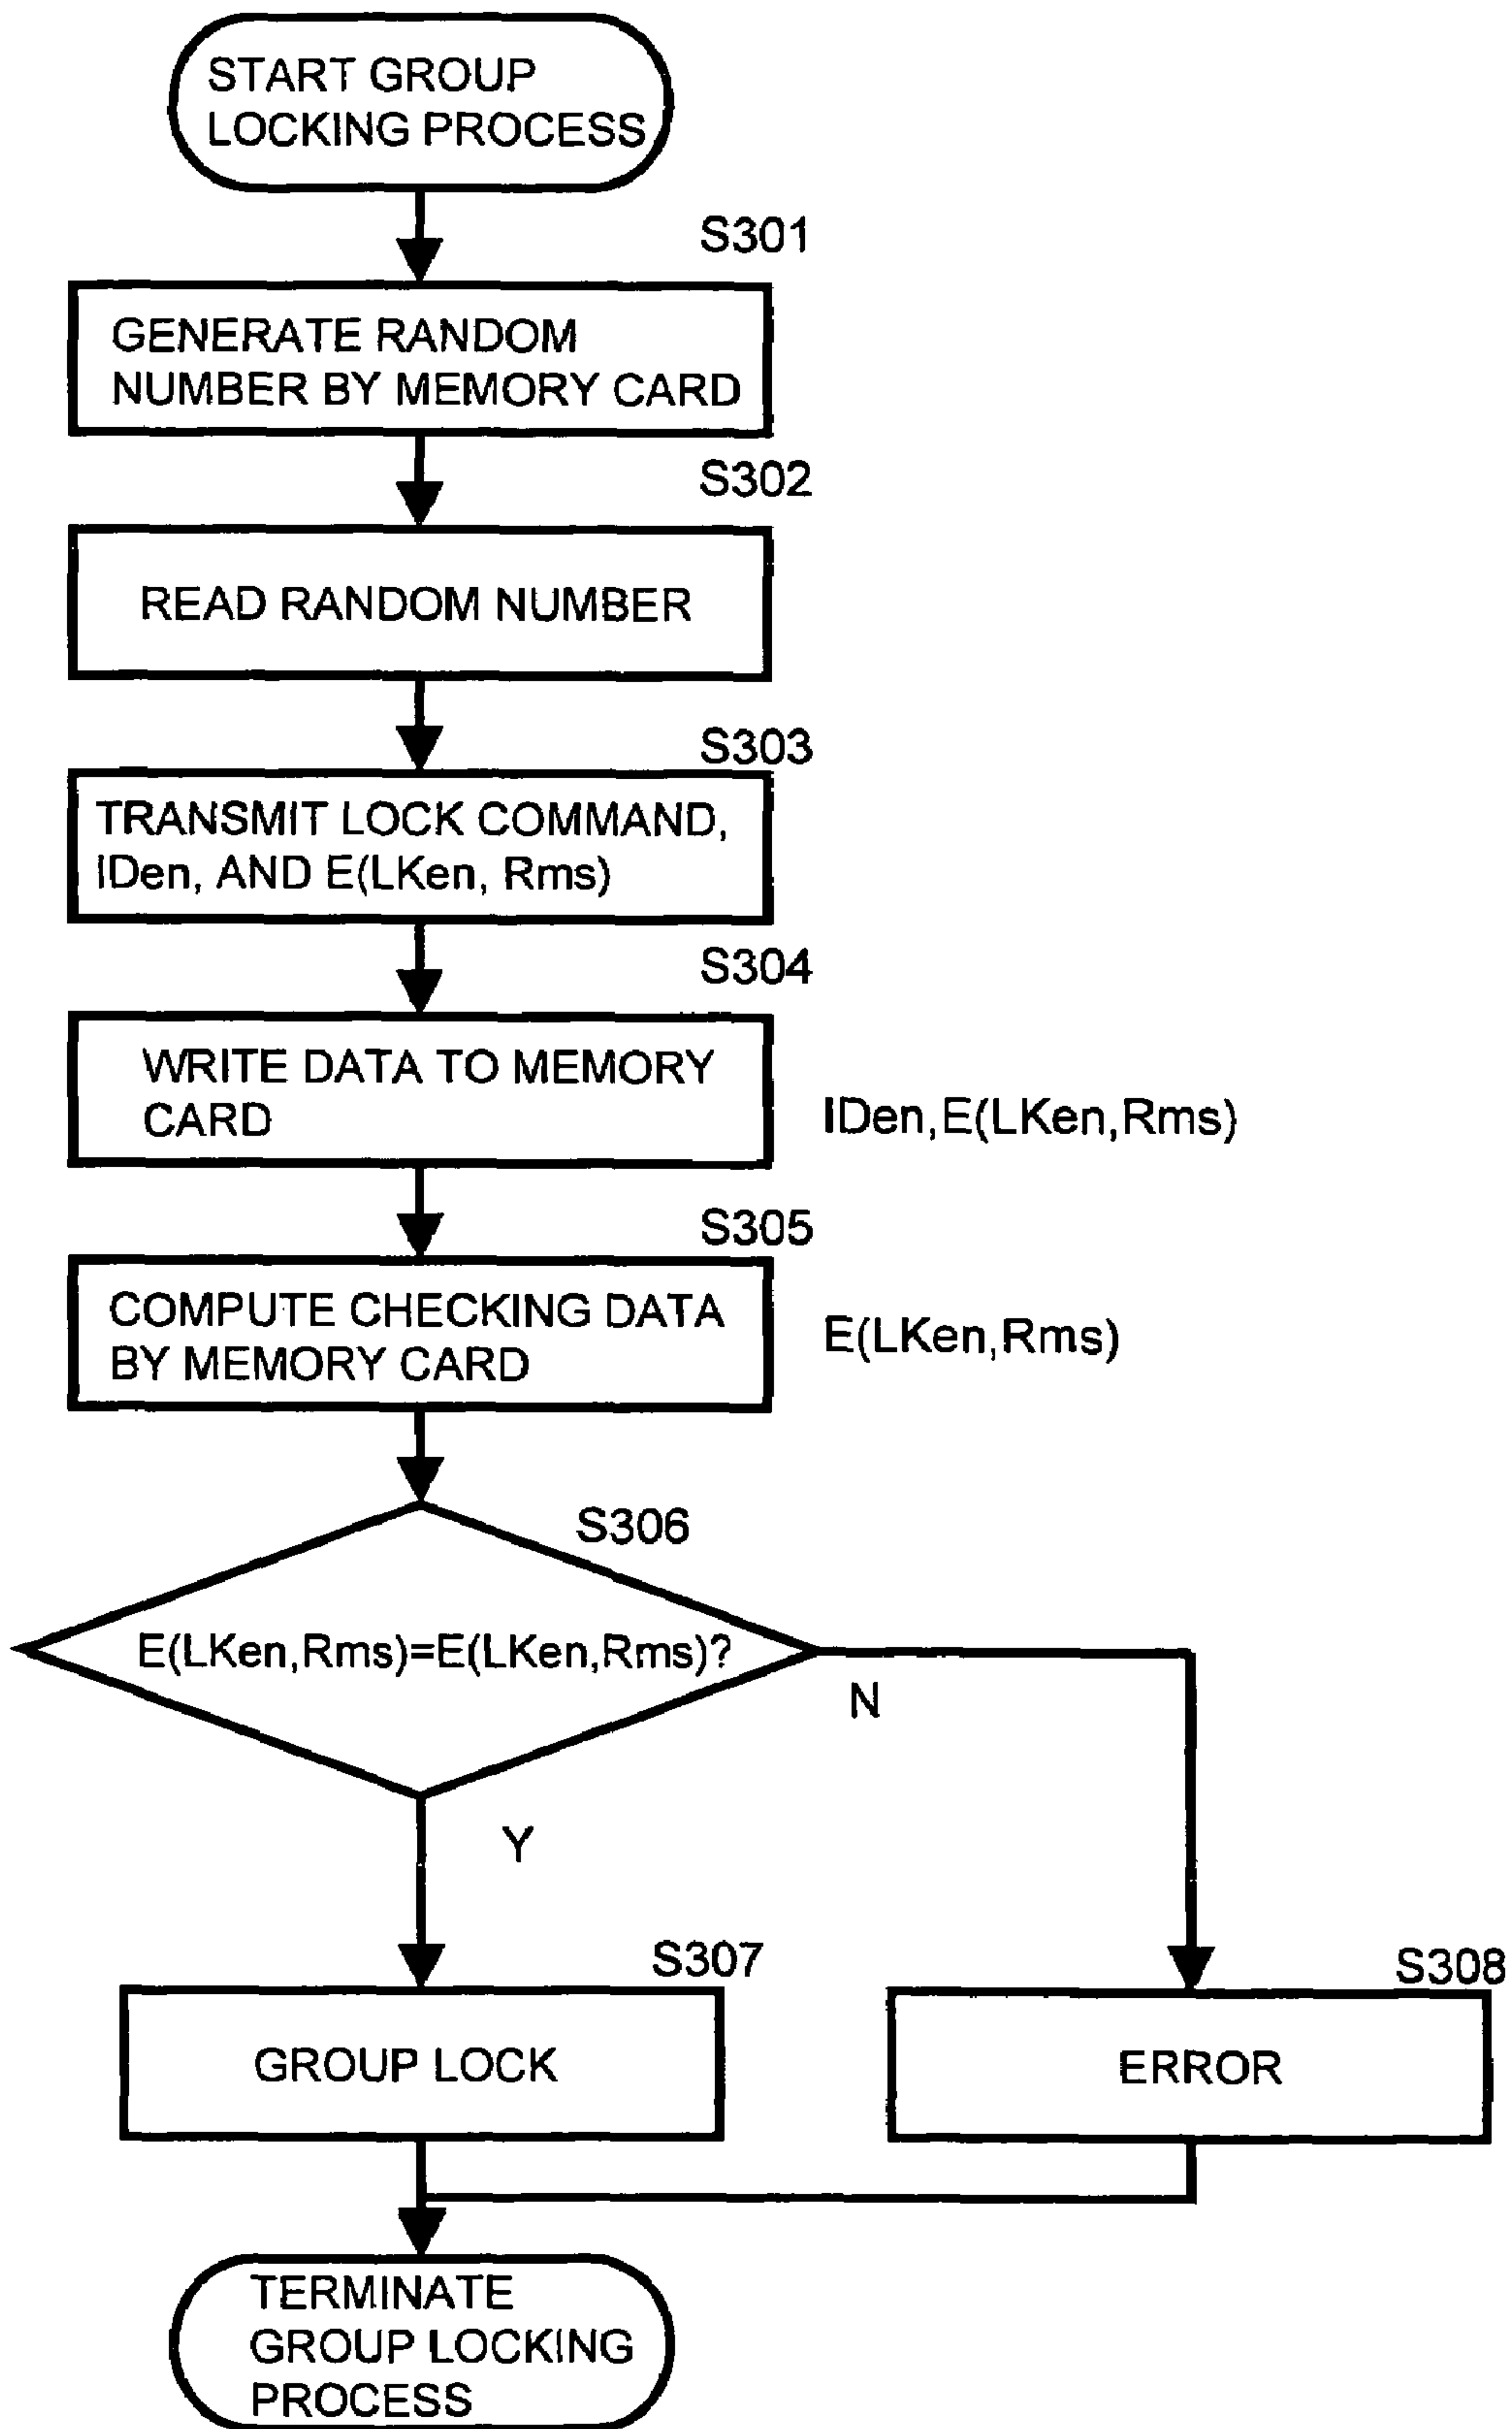 START GROUP
LOCKING PROCESS
S301
GENERATE RANDOM
NUMBER BY MEMORY CARD
S302
READ RANDOM NUMBER
S303
TRANSMIT LOCK COMMAND,
IDen, AND E(LKen, Rms)
S304
WRITE DATA TO MEMORY
CARD
IDen,E(LKen,Rms)
S305
COMPUTE CHECKING DATA
BY MEMORY CARD
E(LKen,Rms)
S306
E(LKen,Rms)=E(LKen,Rms)?
N
Y
S307
GROUP LOCK
S308
ERROR
TERMINATE
GROUP LOCKING
PROCESS